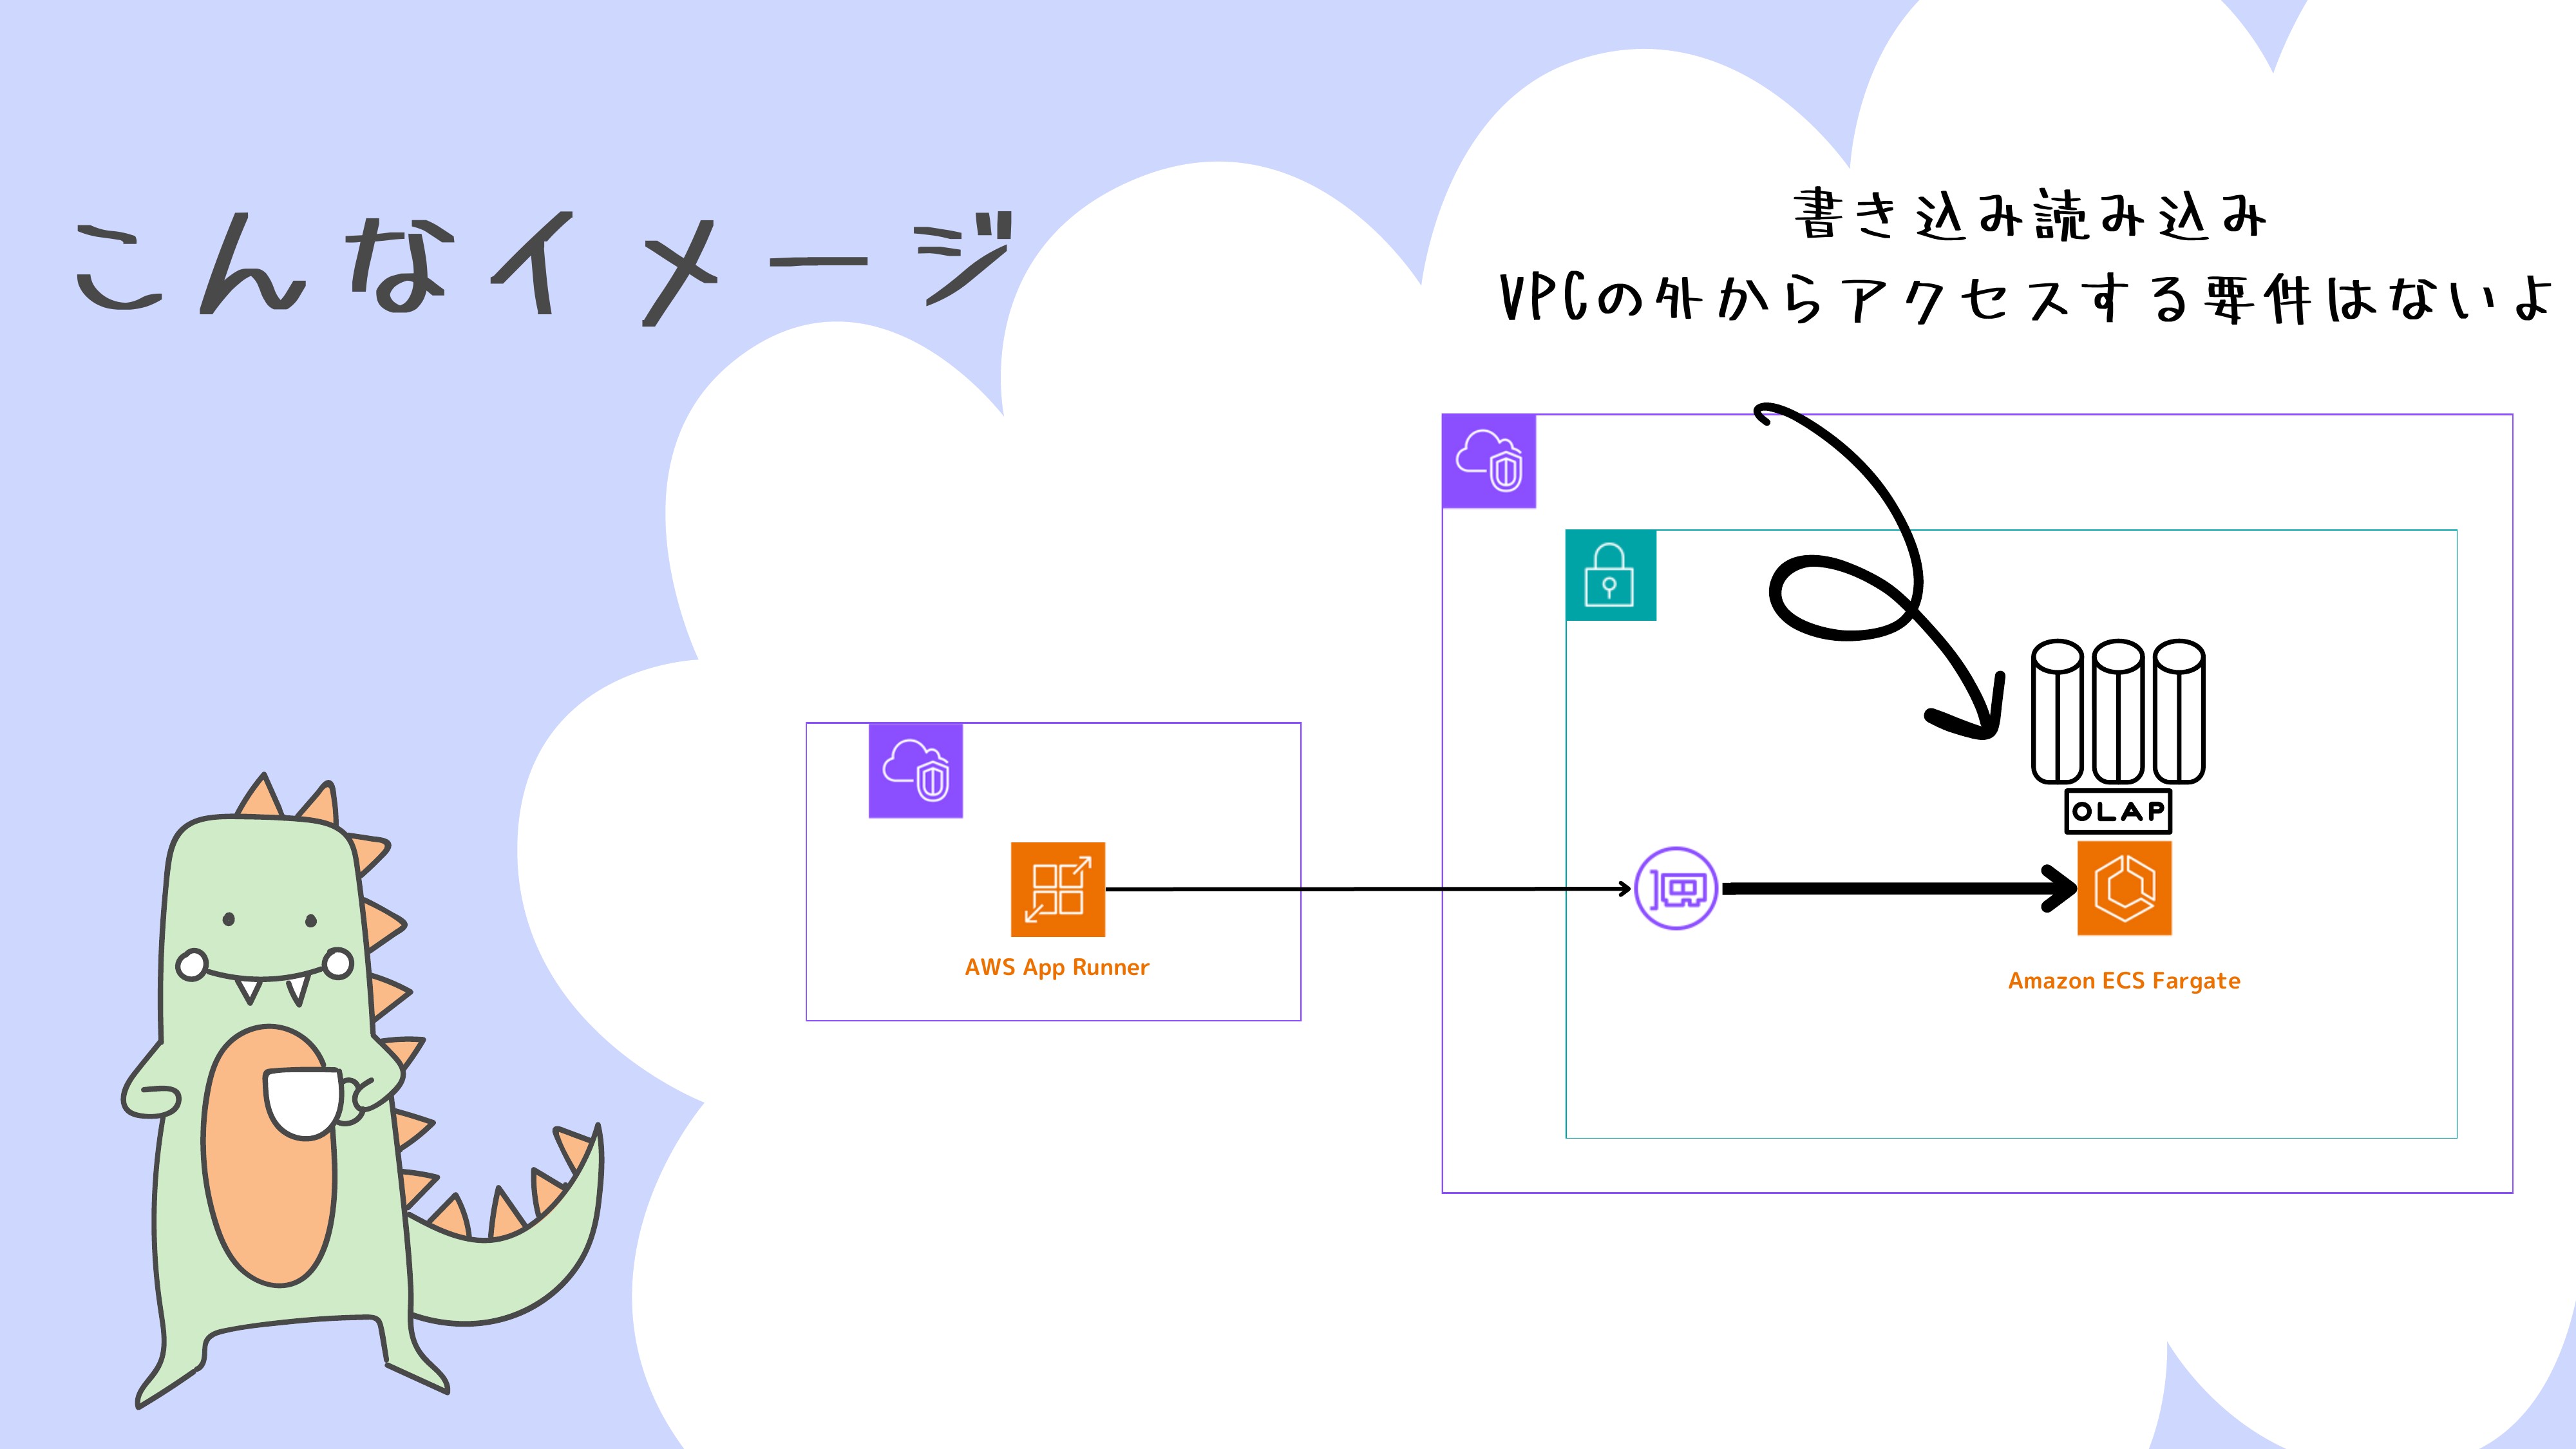 こんなイメージ
書き込み読み込み
VPCの外からアクセスする要件はないよ
OLAP
AWS App Runner
Amazon ECS Fargate